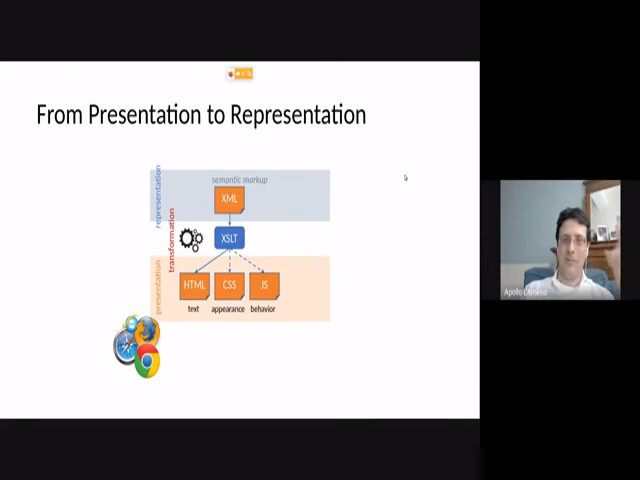 From Presentation to Representation
representation
semantic markup
XML
transformation
XSLT
presentation
HTML
CSS
JS
text
appearance
behavior